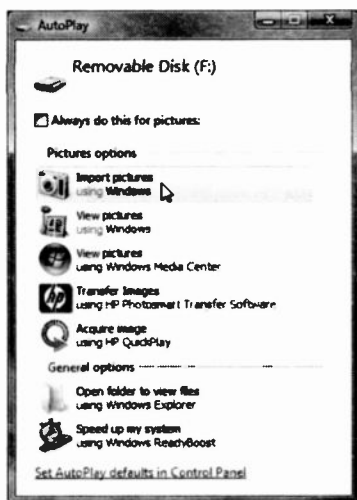 AutoPlay
Removable Disk (F:)
Always do this for pictures:
Pictures options
Import pictures
using Windows
View pictures
using Windows
View pictures
using Windows Media Center
Transfer Images
using HP Photosmart Transfer Software
Acquire image
using HP QuickPlay
General options
Open folder to view files
using Windows Explorer
Speed up my system
using Windows ReadyBoost
Set AutoPlay defaults in Control Panel